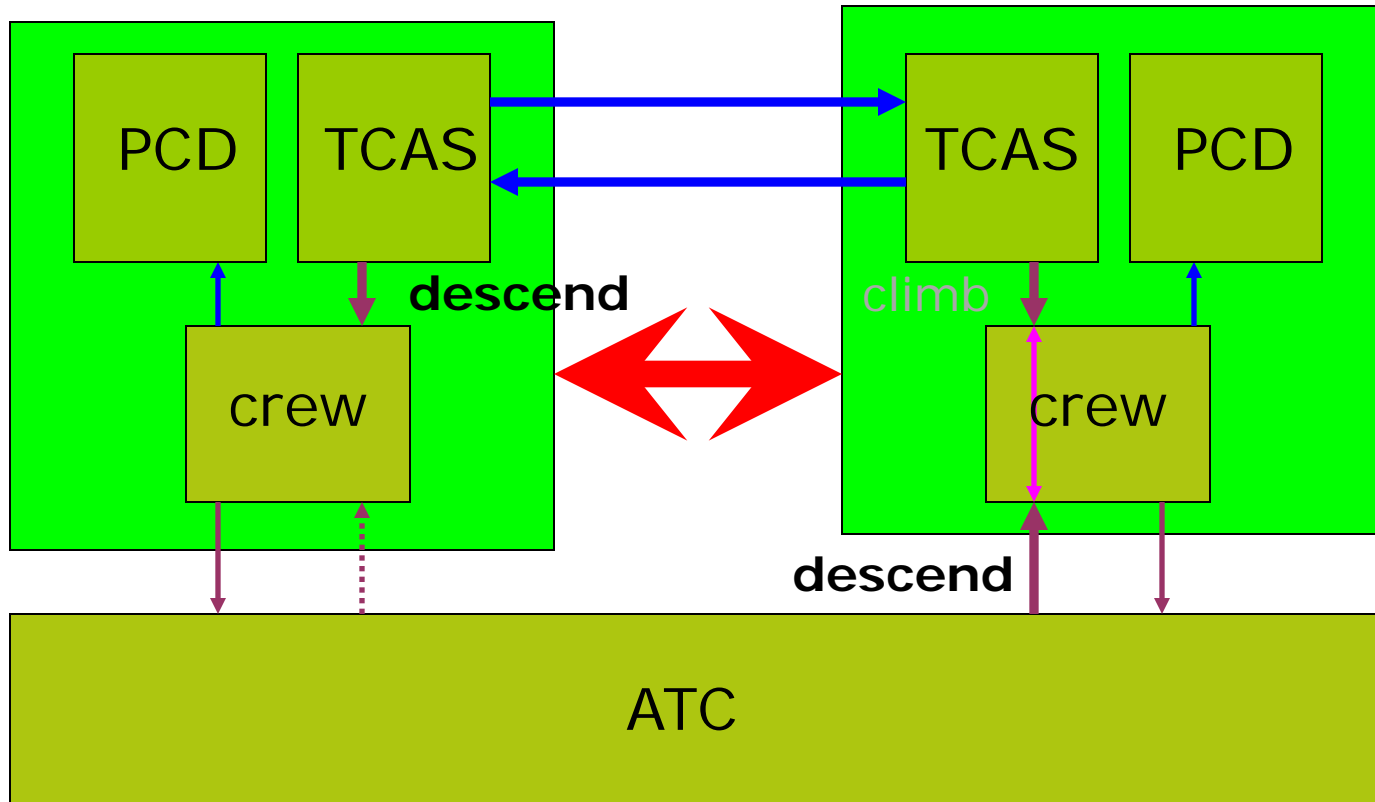 PCD
TCAS
TCAS
PCD
descend
climb
crew
crew
descend
ATC